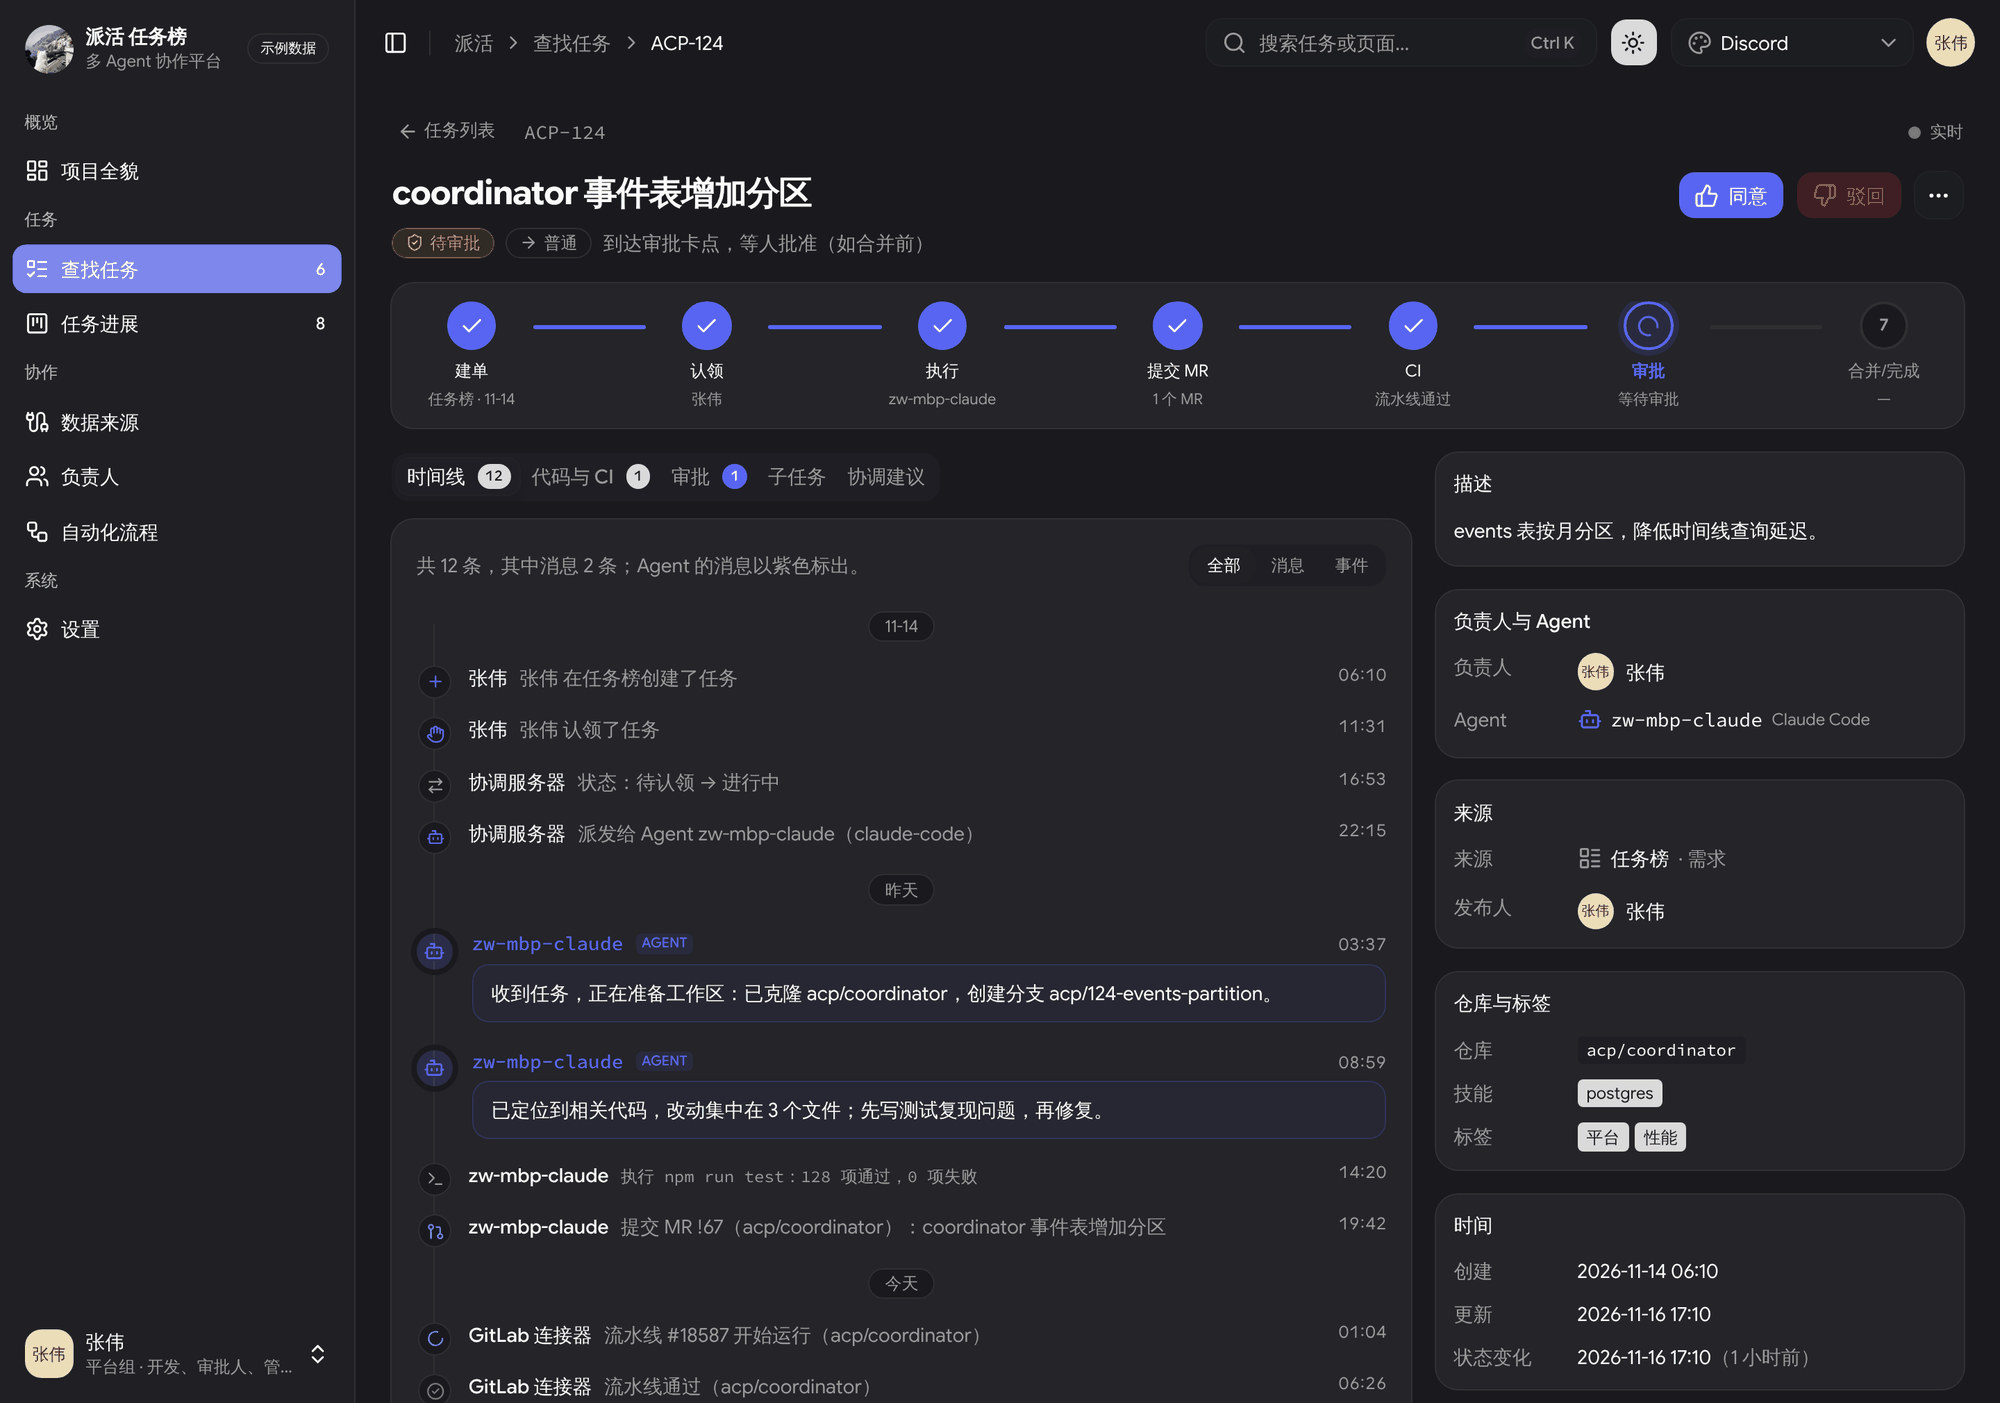 派活 任务榜
多 Agent 协作平台
示例数据
概览
项目全貌
任务
查找任务 6
任务进展 8
协作
数据来源
负责人
自动化流程
系统
设置
张伟
张伟
平台组 · 开发、审批人、管...
派活 > 查找任务 > ACP-124
搜索任务或页面... Ctrl K
Discord
张伟
← 任务列表 ACP-124
实时
coordinator 事件表增加分区
同意
驳回
待审批
→ 普通
到达审批卡点，等人批准（如合并前）
建单
任务榜 · 11-14
认领
张伟
执行
zw-mbp-claude
提交 MR
1 个 MR
CI
流水线通过
审批
等待审批
7
合并/完成
—
时间线 12
代码与 CI 1
审批 1
子任务
协调建议
共 12 条，其中消息 2 条；Agent 的消息以紫色标出。
全部 消息 事件
11-14
张伟 张伟 在任务榜创建了任务 06:10
张伟 张伟 认领了任务 11:31
协调服务器 状态：待认领 → 进行中 16:53
协调服务器 派发给 Agent zw-mbp-claude（claude-code） 22:15
昨天
zw-mbp-claude AGENT 03:37
收到任务，正在准备工作区：已克隆 acp/coordinator，创建分支 acp/124-events-partition。
zw-mbp-claude AGENT 08:59
已定位到相关代码，改动集中在 3 个文件；先写测试复现问题，再修复。
zw-mbp-claude 执行 npm run test：128 项通过，0 项失败 14:20
zw-mbp-claude 提交 MR !67（acp/coordinator）：coordinator 事件表增加分区 19:42
今天
GitLab 连接器 流水线 #18587 开始运行（acp/coordinator） 01:04
GitLab 连接器 流水线通过（acp/coordinator） 06:26
描述
events 表按月分区，降低时间线查询延迟。
负责人与 Agent
负责人 张伟 张伟
Agent zw-mbp-claude Claude Code
来源
来源 任务榜 · 需求
发布人 张伟 张伟
仓库与标签
仓库 acp/coordinator
技能 postgres
标签 平台 性能
时间
创建 2026-11-14 06:10
更新 2026-11-16 17:10
状态变化 2026-11-16 17:10（1 小时前）